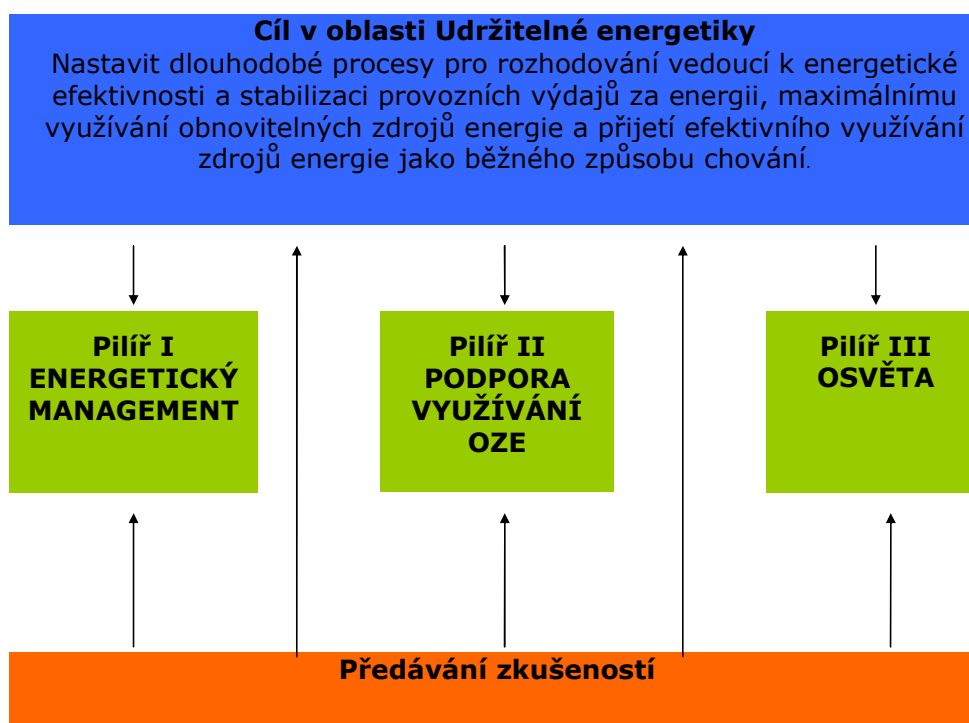 Cíl v oblasti Udržitelné energetiky
Nastavit dlouhodobé procesy pro rozhodování vedoucí k energetické
efektivnosti a stabilizaci provozních výdajů za energii, maximálnímu
využívání obnovitelných zdrojů energie a přijetí efektivního využívání
zdrojů energie jako běžného způsobu chování.
Pilíř I
ENERGETICKÝ
MANAGEMENT
Pilíř II
PODPORA
VYUŽÍVÁNÍ
OZE
Pilíř III
OSVĚTA
Předávání zkušeností